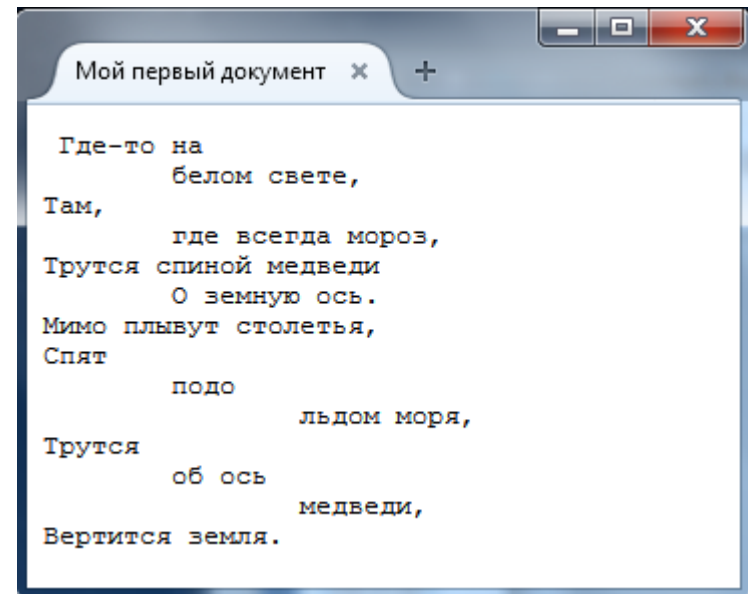 Мой первый документ
Где-то на
белом свете,
Там,
где всегда мороз,
Трутся спиной медведи
О земную ось.
Мимо плывут столетья,
Спят
подо
льдом моря,
Трутся
об ось
медведи,
Вертится земля.